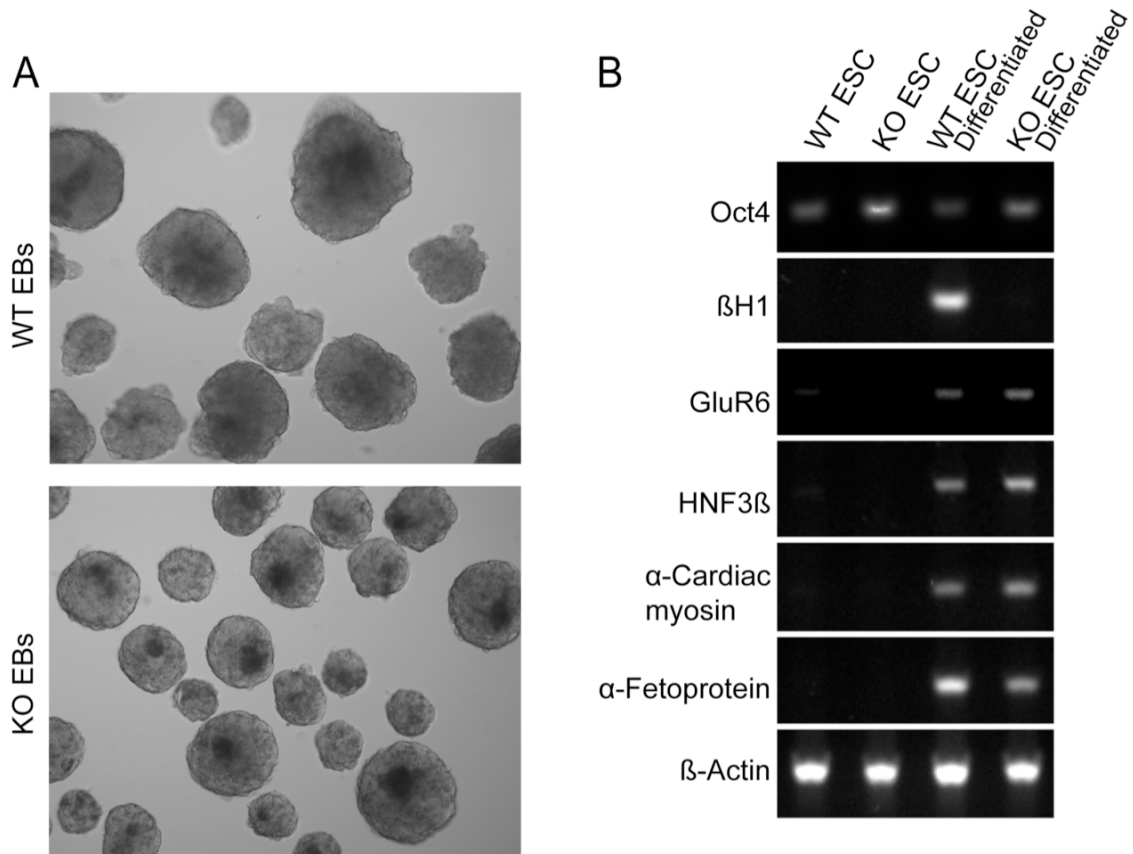 A
WT EBs
KO EBs
B
WT ESC
KO ESC
WT ESC
Differentiated
KO ESC
Differentiated
Oct4
ßH1
GluR6
HNF3ß
α-Cardiac
myosin
α-Fetoprotein
ß-Actin